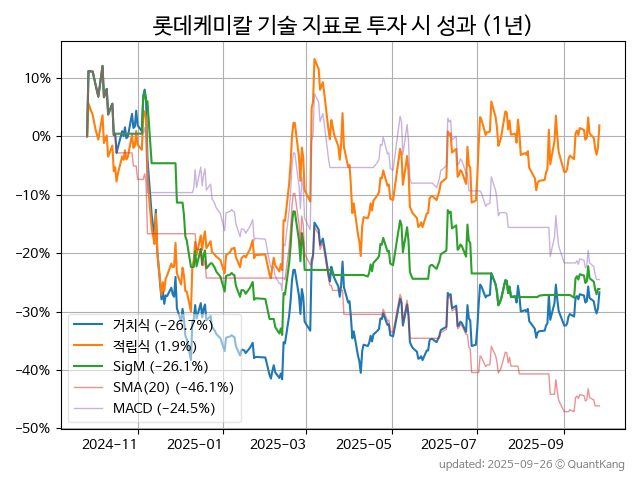 롯데케미칼 기술 지표로 투자 시 성과 (1년)
10%
0%
−10%
−20%
−30%
−40%
−50%
거치식 (−26.7%)
적립식 (1.9%)
SigM (−26.1%)
SMA(20) (−46.1%)
MACD (−24.5%)
2024-11
2025-01
2025-03
2025-05
2025-07
2025-09
updated: 2025-09-26 © QuantKang